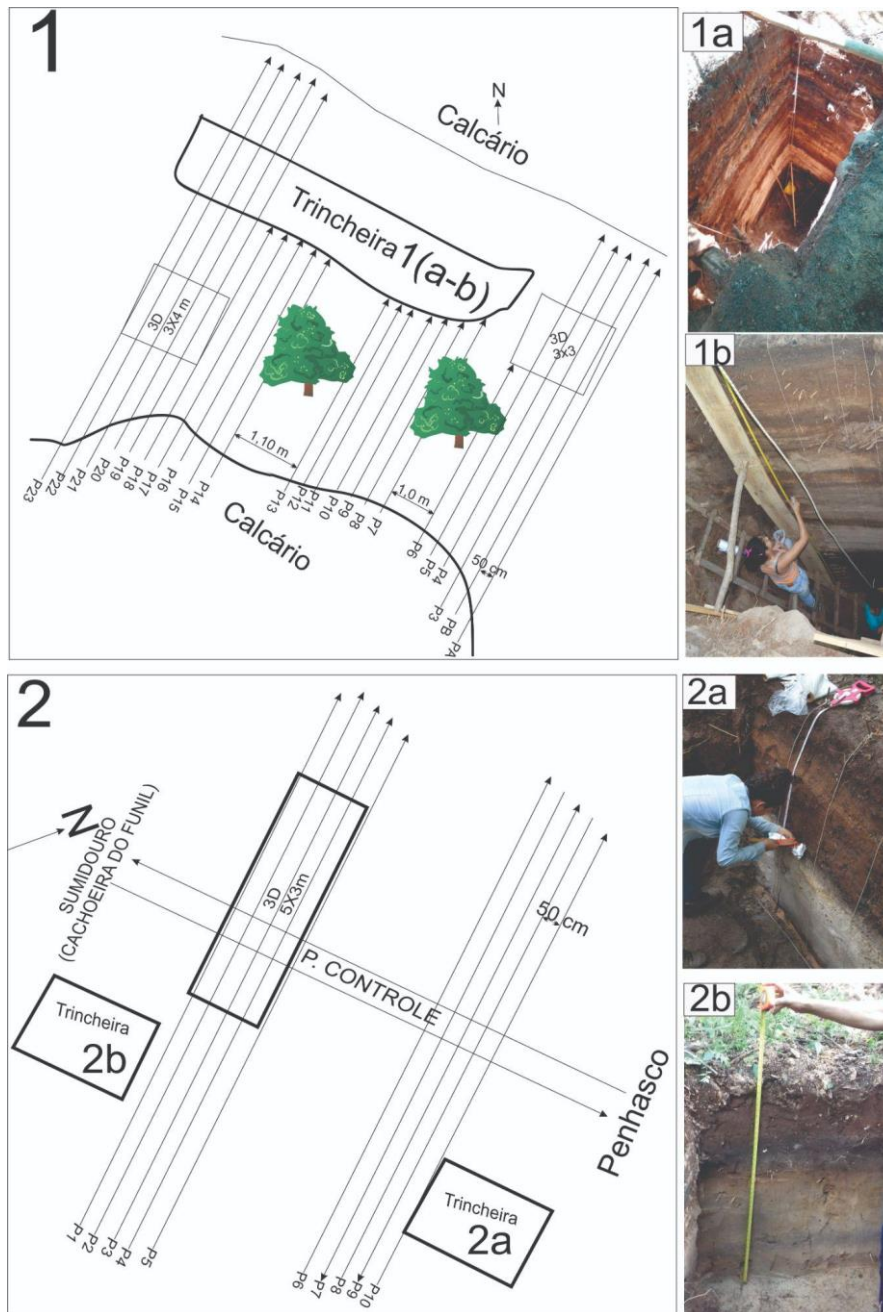 1
N
Calcário
Trincheira 1(a-b)
3D
3X4 m
3D
3x3
1,10 m
1,0 m
50 cm
P23
P22
P21
P20
P19
P18
P17
P16
P15
P14
P13
P12
P11
P10
P9
P8
P7
P6
P5
P4
P3
PB
PA
Calcário
1a
1b
2
N
SUMIDOURO
(CACHOEIRA DO FUNIL)
3D
5X3m
50 cm
P. CONTROLE
Trincheira
2b
Penhasco
Trincheira
2a
P1
P2
P3
P4
P5
P6
P7
P8
P9
P10
2a
2b